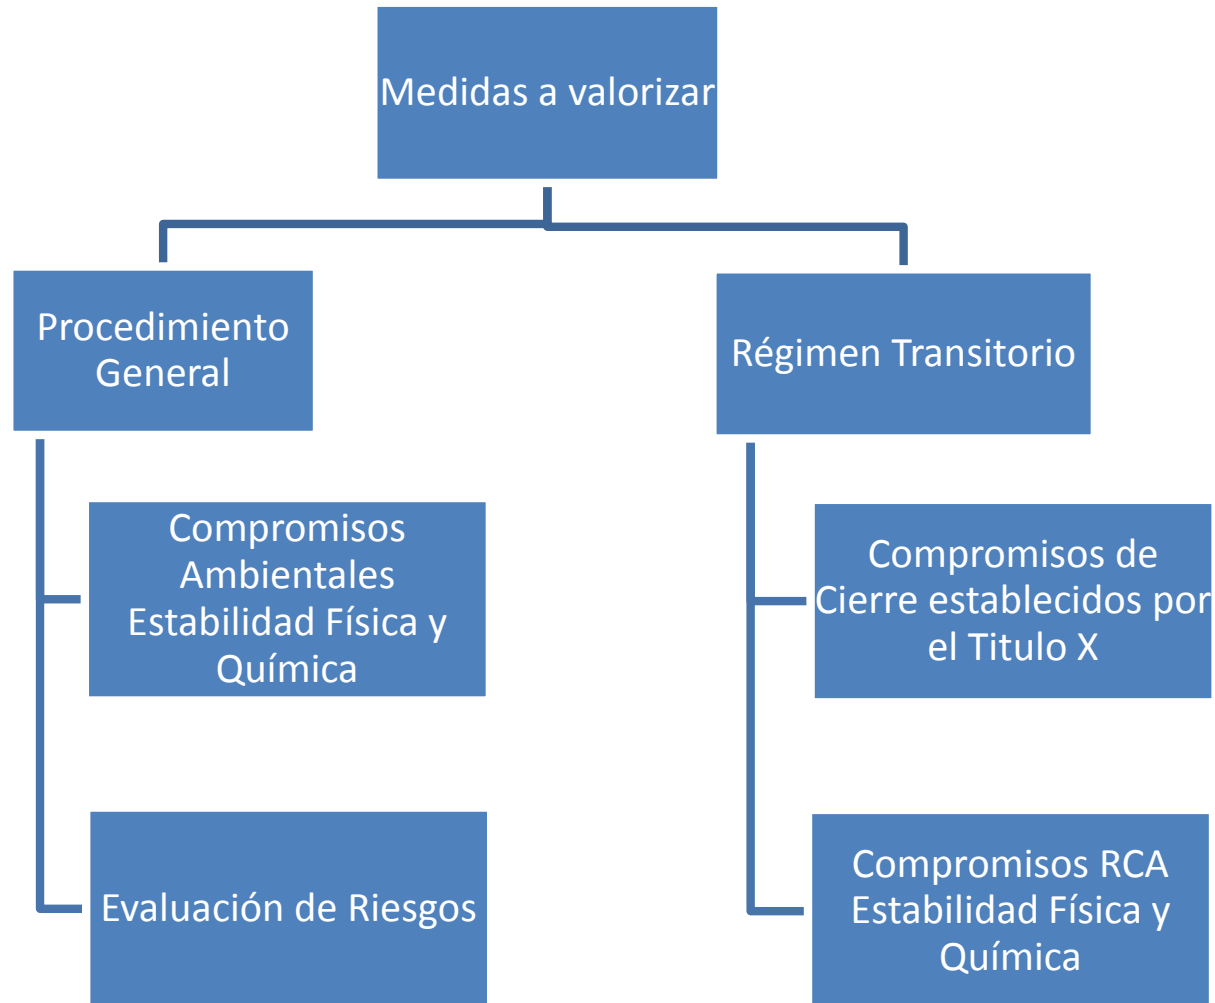 Medidas a valorizar
Procedimiento
General
Régimen Transitorio
Compromisos
Ambientales
Estabilidad Física y
Química
Compromisos de
Cierre establecidos por
el Titulo X
Evaluación de Riesgos
Compromisos RCA
Estabilidad Física y
Química